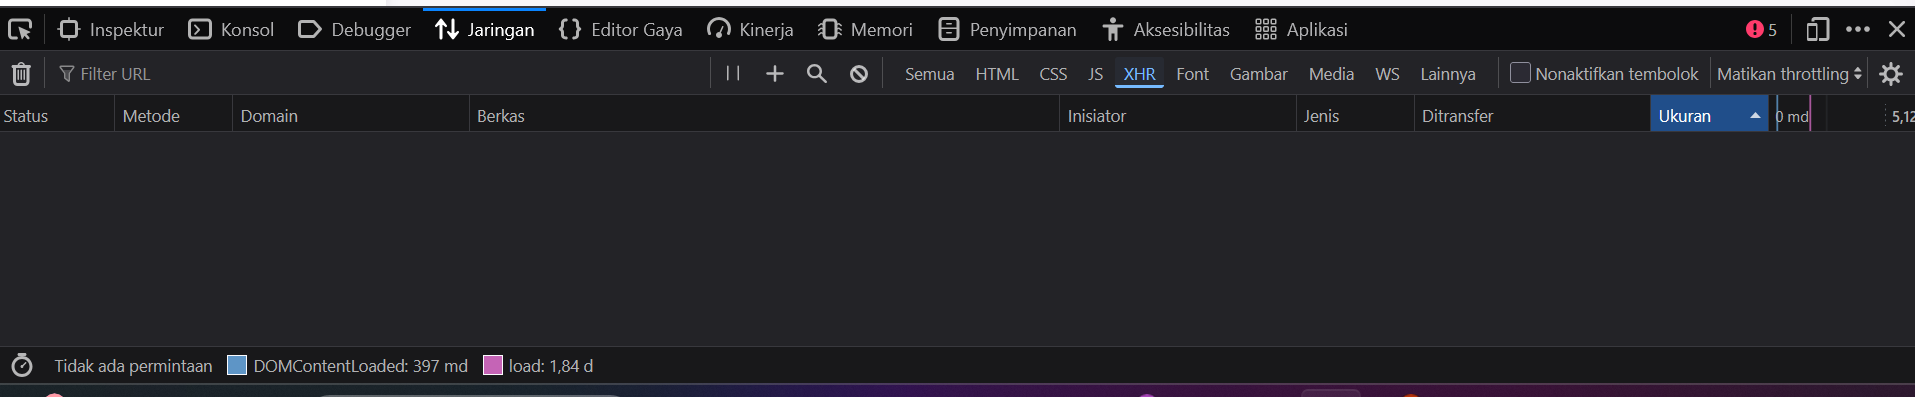 Inspektur Konsol Debugger Jaringan Editor Gaya Kinerja Memori Penyimpanan Aksesibilitas Aplikasi 5
Filter URL Semua HTML CSS JS XHR Font Gambar Media WS Lainnya Nonaktifkan tembolok Matikan throttling
Status Metode Domain Berkas Inisiator Jenis Ditransfer Ukuran 0 md 5,12
Tidak ada permintaan DOMContentLoaded: 397 md load: 1,84 d